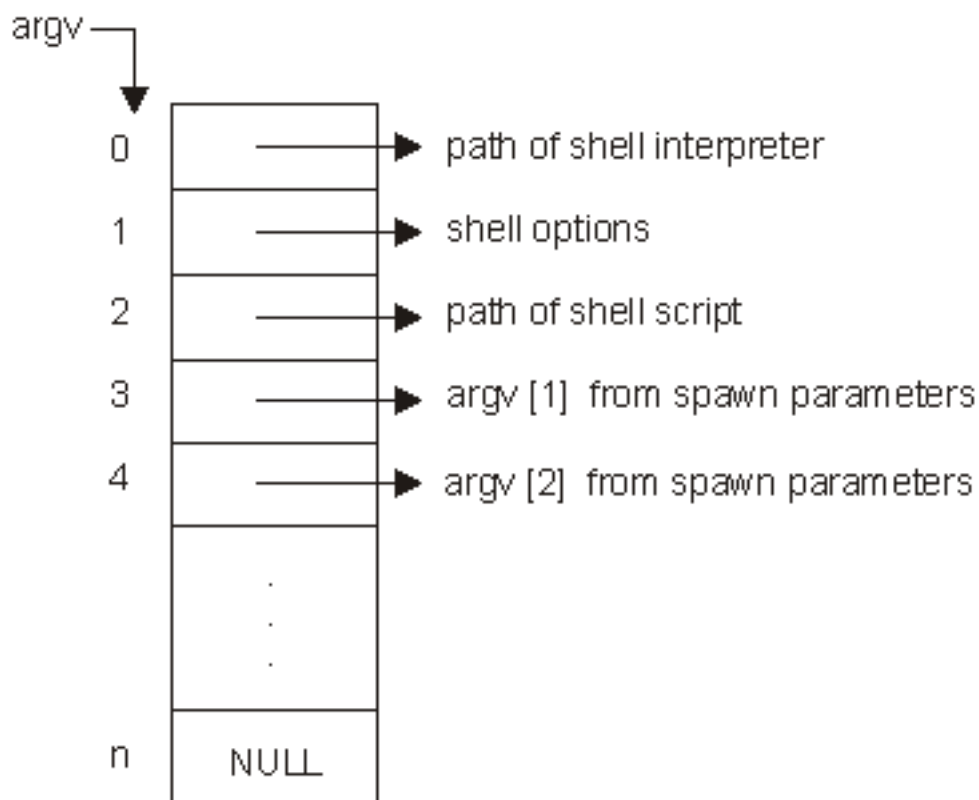 argv
0 path of shell interpreter
1 shell options
2 path of shell script
3 argv [1] from spawn parameters
4 argv [2] from spawn parameters
.
.
.
n NULL